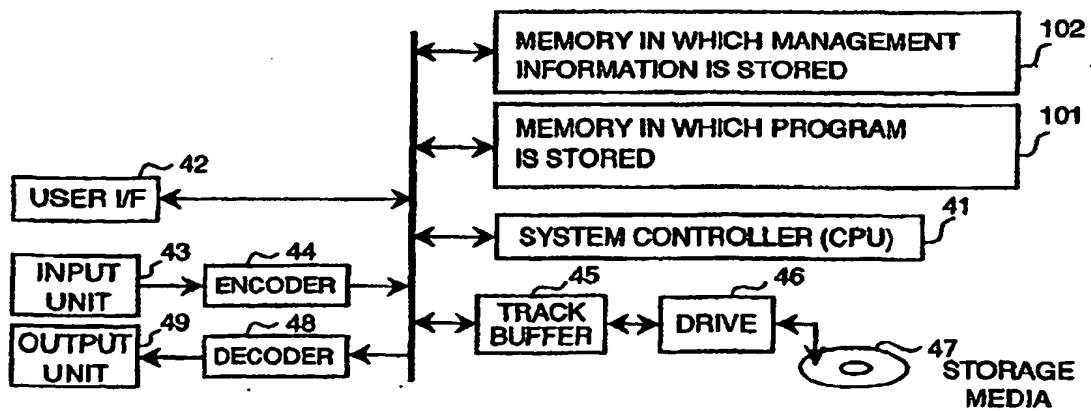 102
MEMORY IN WHICH MANAGEMENT
INFORMATION IS STORED
101
MEMORY IN WHICH PROGRAM
IS STORED
42
USER I/F
41
SYSTEM CONTROLLER (CPU)
43
INPUT
UNIT
44
ENCODER
45
TRACK
BUFFER
46
DRIVE
49
OUTPUT
UNIT
48
DECODER
47
STORAGE
MEDIA